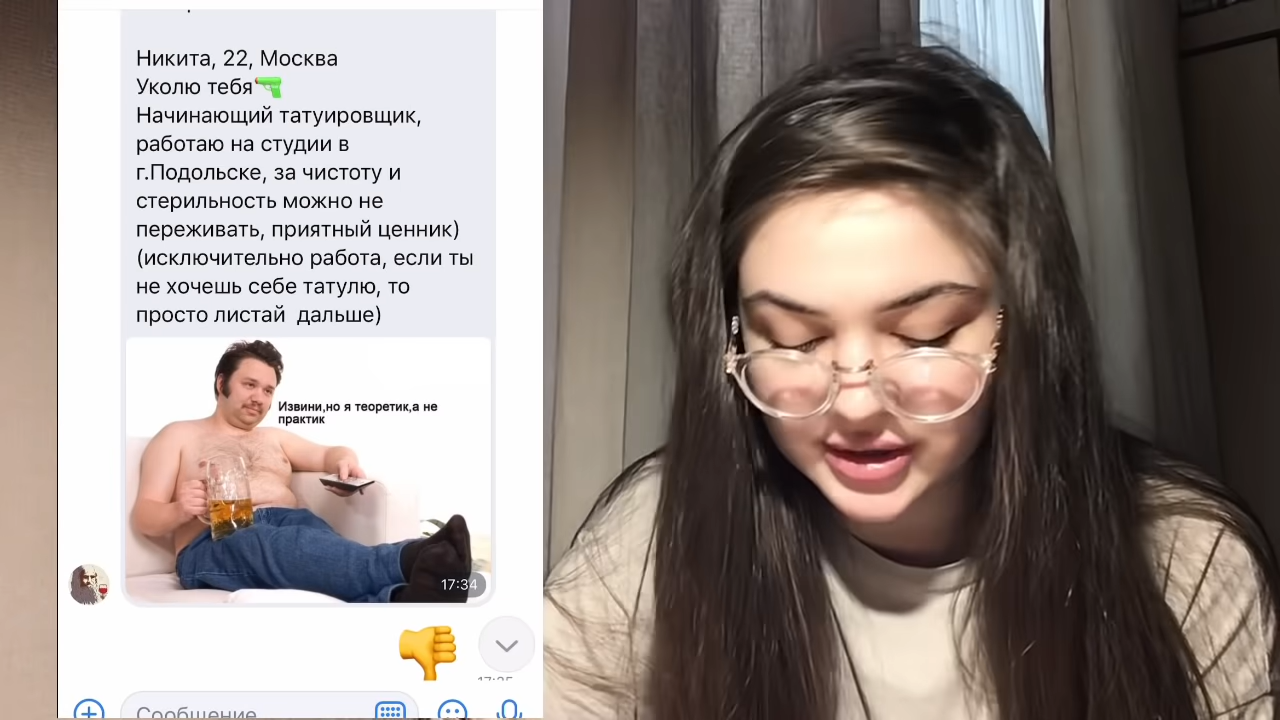 Никита, 22, Москва
Уколю тебя🔫
Начинающий татуировщик,
работаю на студии в
г.Подольске, за чистоту и
стерильность можно не
переживать, приятный ценник)
(исключительно работа, если ты
не хочешь себе татулю, то
просто листай  дальше)
Извини,но я теоретик,а не
практик
17:34
Сообщение